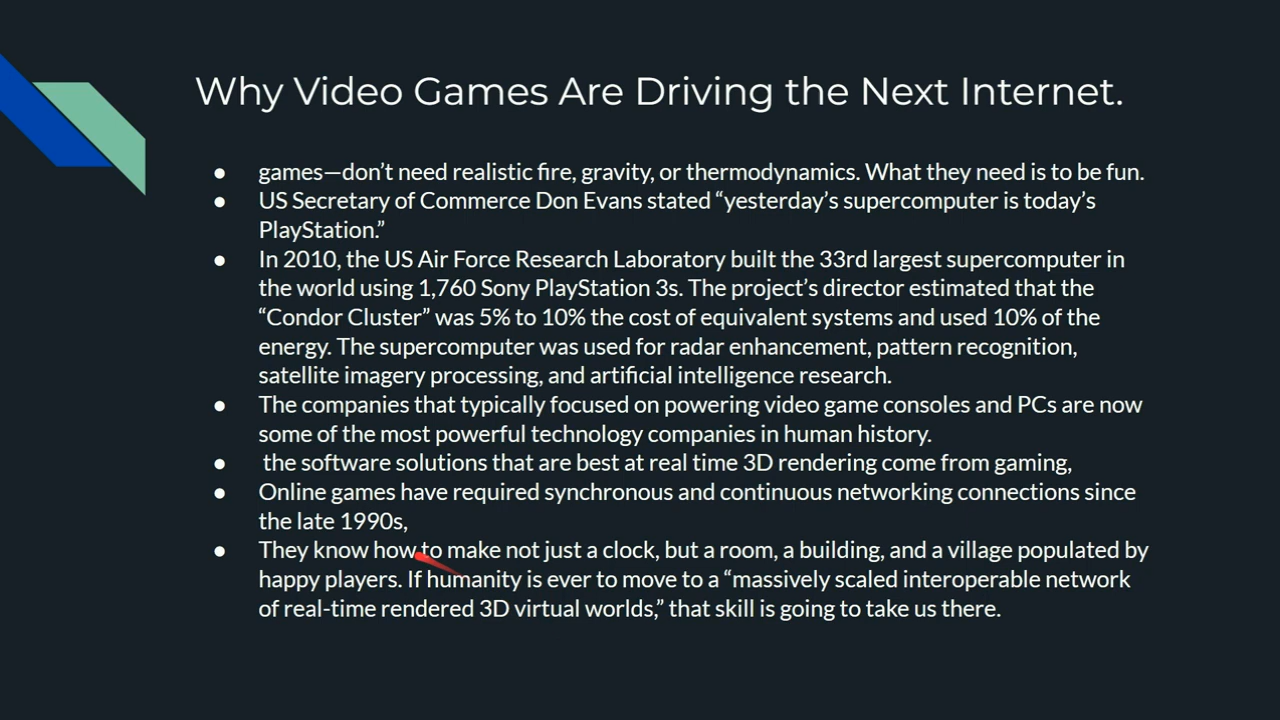 Why Video Games Are Driving the Next Internet.
● games—don’t need realistic fire, gravity, or thermodynamics. What they need is to be fun.
● US Secretary of Commerce Don Evans stated “yesterday’s supercomputer is today’s
PlayStation.”
● In 2010, the US Air Force Research Laboratory built the 33rd largest supercomputer in
the world using 1,760 Sony PlayStation 3s. The project’s director estimated that the
“Condor Cluster” was 5% to 10% the cost of equivalent systems and used 10% of the
energy. The supercomputer was used for radar enhancement, pattern recognition,
satellite imagery processing, and artificial intelligence research.
● The companies that typically focused on powering video game consoles and PCs are now
some of the most powerful technology companies in human history.
● the software solutions that are best at real time 3D rendering come from gaming,
● Online games have required synchronous and continuous networking connections since
the late 1990s,
● They know how to make not just a clock, but a room, a building, and a village populated by
happy players. If humanity is ever to move to a “massively scaled interoperable network
of real-time rendered 3D virtual worlds,” that skill is going to take us there.